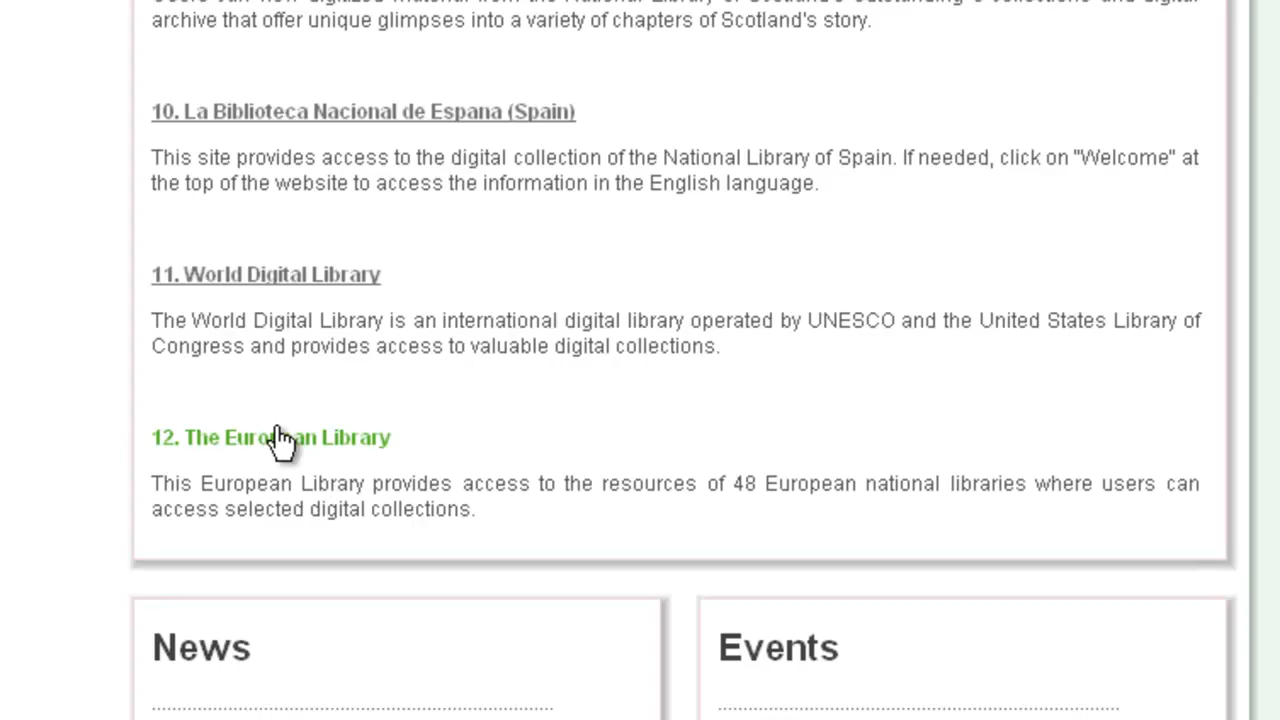 archive that offer unique glimpses into a variety of chapters of Scotland's story.
10. La Biblioteca Nacional de Espana (Spain)
This site provides access to the digital collection of the National Library of Spain. If needed, click on "Welcome" at
the top of the website to access the information in the English language.
11. World Digital Library
The World Digital Library is an international digital library operated by UNESCO and the United States Library of
Congress and provides access to valuable digital collections.
12. The European Library
This European Library provides access to the resources of 48 European national libraries where users can
access selected digital collections.
News
Events